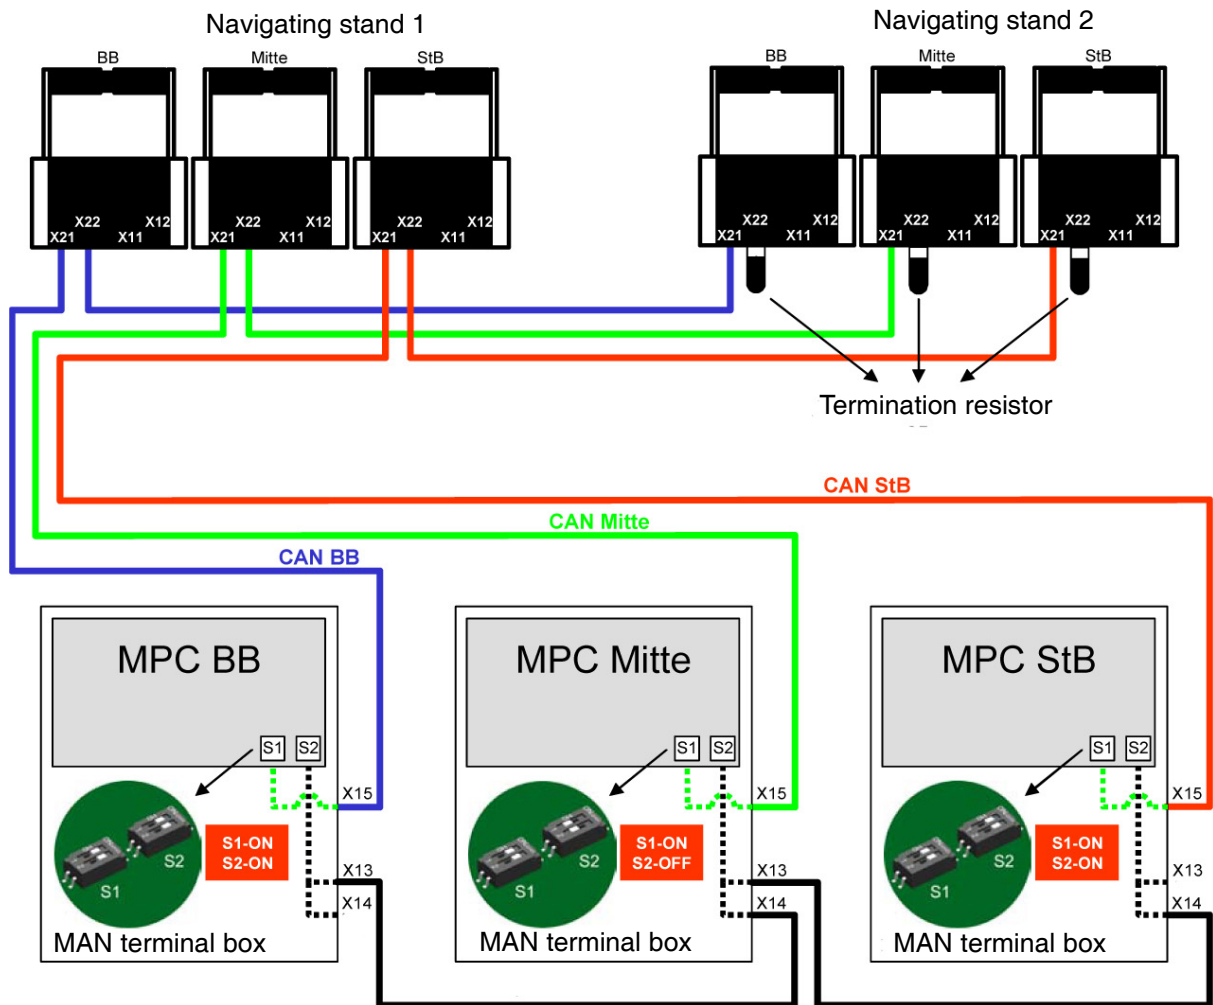 Navigating stand 1
Navigating stand 2
BB Mitte StB
BB Mitte StB
X22 X12 X22 X12 X22 X12
X21 X11 X21 X11 X21 X11
X22 X12 X22 X12 X22 X12
X21 X11 X21 X11 X21 X11
Termination resistor
CAN StB
CAN Mitte
CAN BB
MPC BB
S1 S2
X15
S1-ON
S2-ON
S2
S1
X13
X14
MAN terminal box
MPC Mitte
S1 S2
X15
S1-ON
S2-OFF
S2
S1
X13
X14
MAN terminal box
MPC StB
S1 S2
X15
S1-ON
S2-ON
S2
S1
X13
X14
MAN terminal box